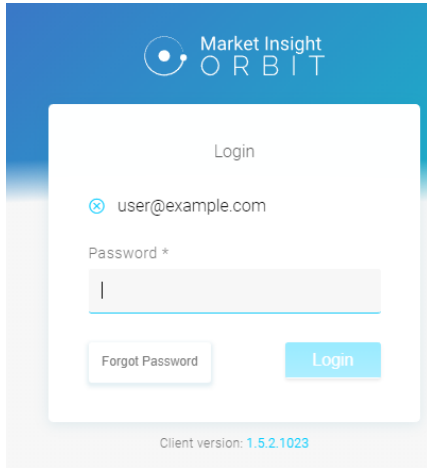 Market Insight
ORBIT
Login
user@example.com
Password *
Forgot Password
Login
Client version: 1.5.2.1023